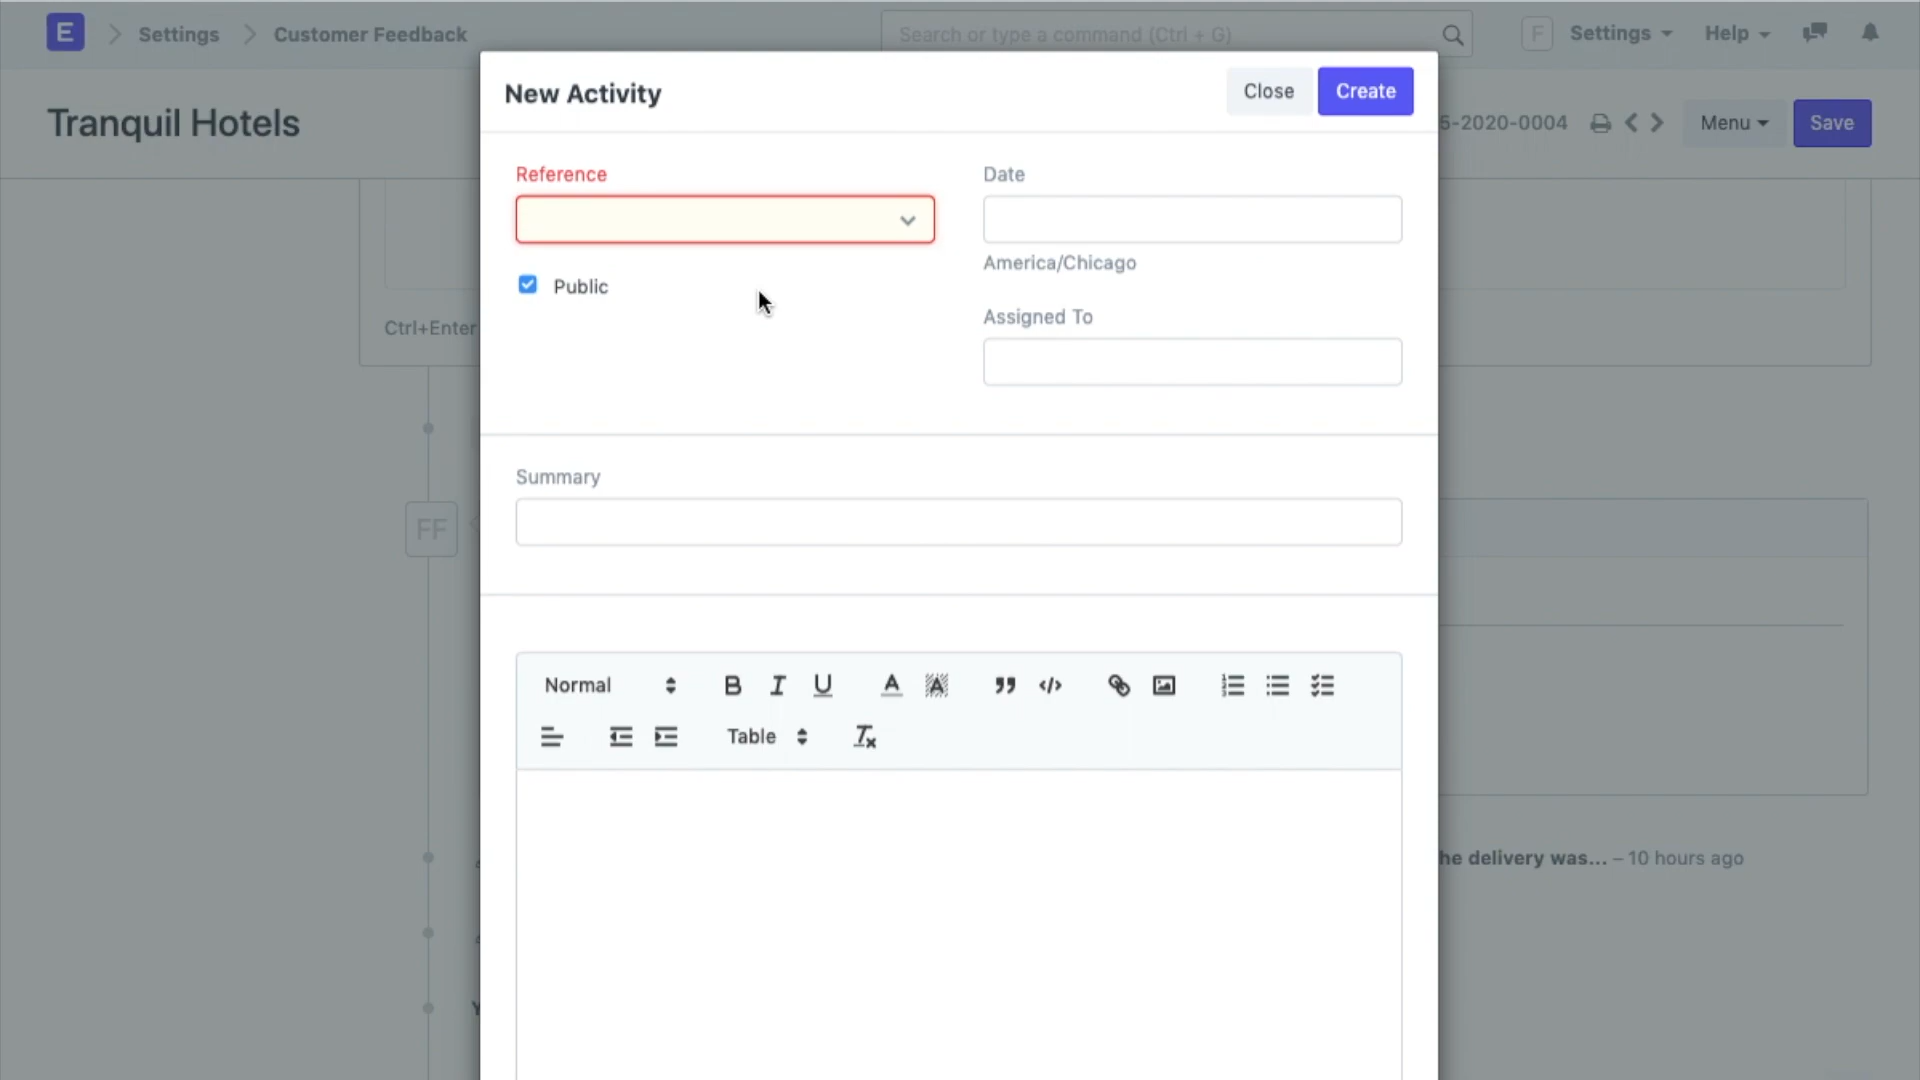 E Settings Customer Feedback Search or type a command (Ctrl + G) F Settings Help
New Activity Close Create
Tranquil Hotels 5-2020-0004 Menu Save
Reference Date
America/Chicago
Public
Assigned To
Ctrl+Enter
Summary
FF
Normal B I U A A
Table
he delivery was... – 10 hours ago
Y